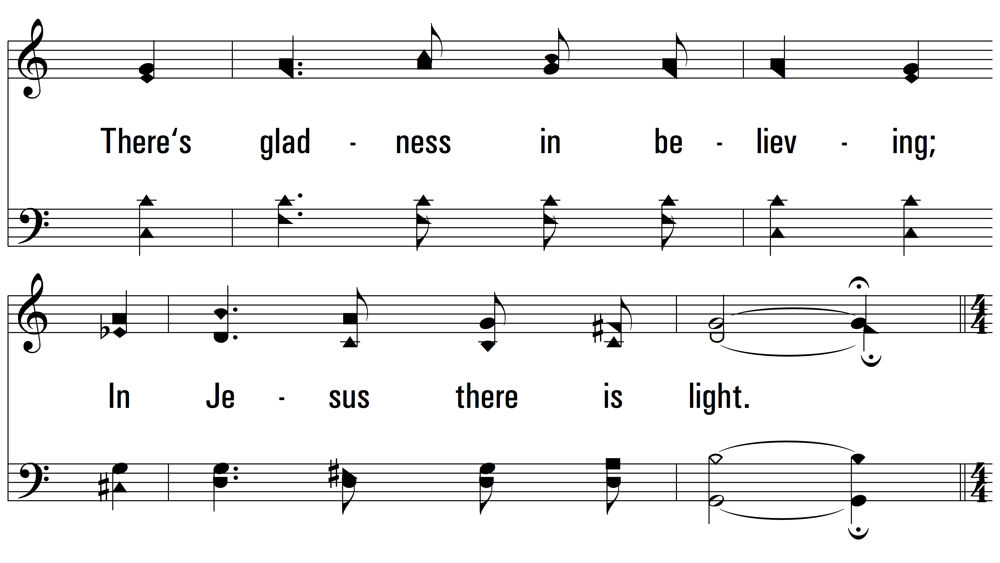 There‘s glad - ness in be - liev - ing;
In Je - sus there is light.